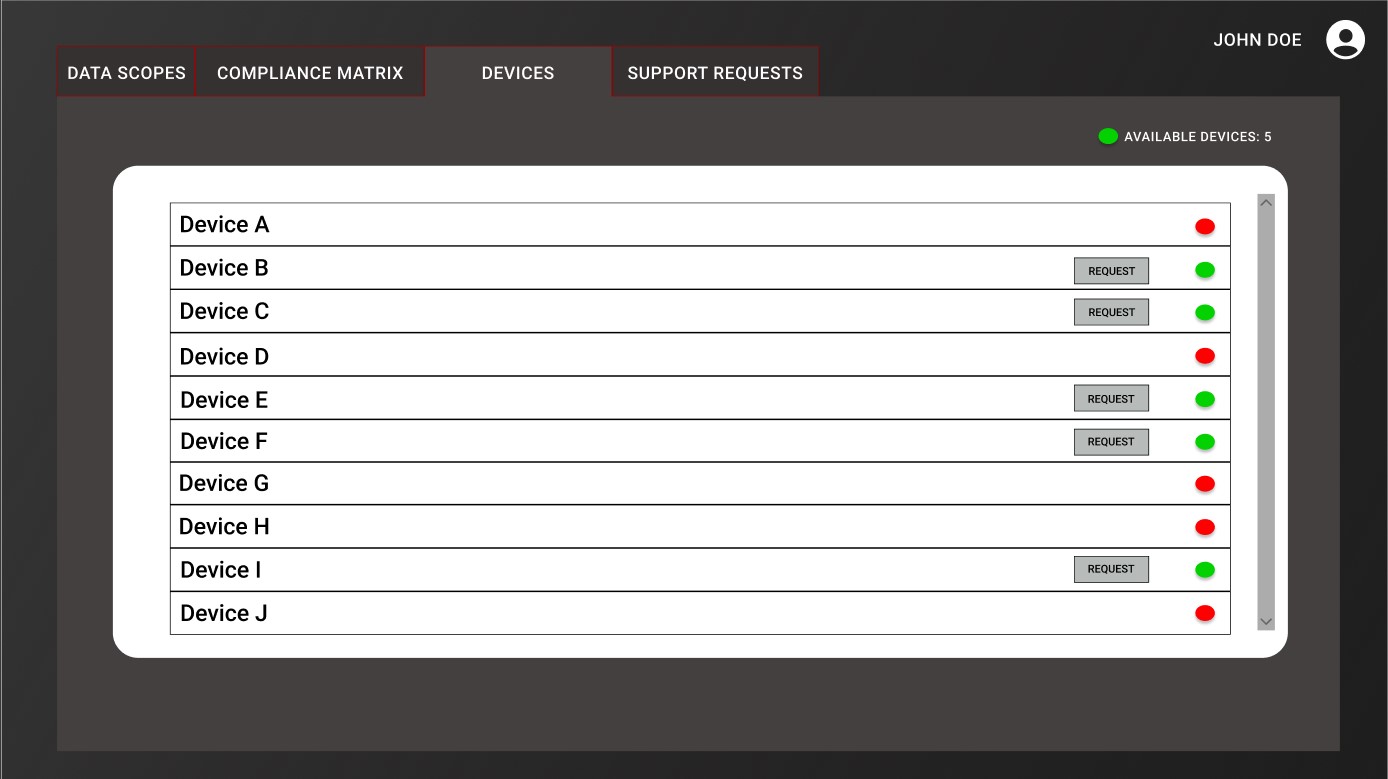 JOHN DOE
DATA SCOPES
COMPLIANCE MATRIX
DEVICES
SUPPORT REQUESTS
AVAILABLE DEVICES: 5
Device A
Device B
REQUEST
Device C
REQUEST
Device D
Device E
REQUEST
Device F
REQUEST
Device G
Device H
Device I
REQUEST
Device J